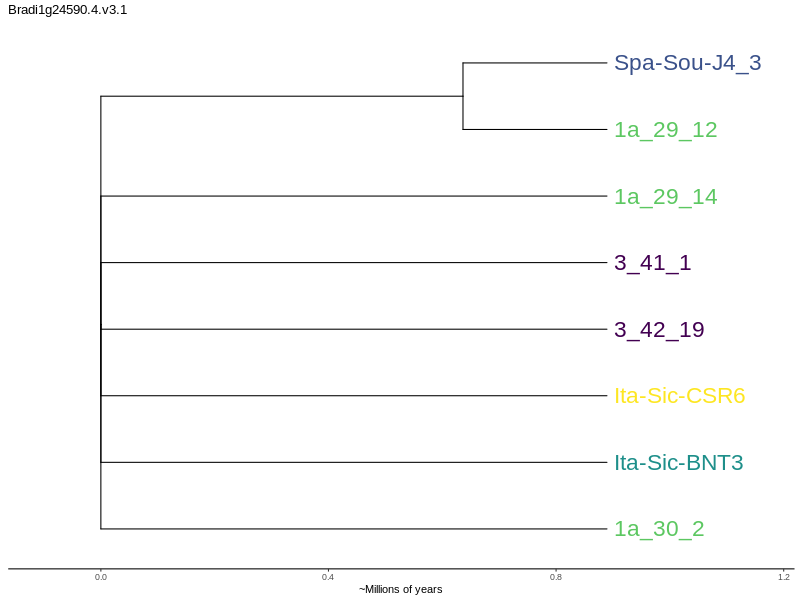 Bradi1g24590.4.v3.1
Spa-Sou-J4_3
1a_29_12
1a_29_14
3_41_1
3_42_19
Ita-Sic-CSR6
Ita-Sic-BNT3
1a_30_2
0.0 0.4 0.8 1.2
~Millions of years